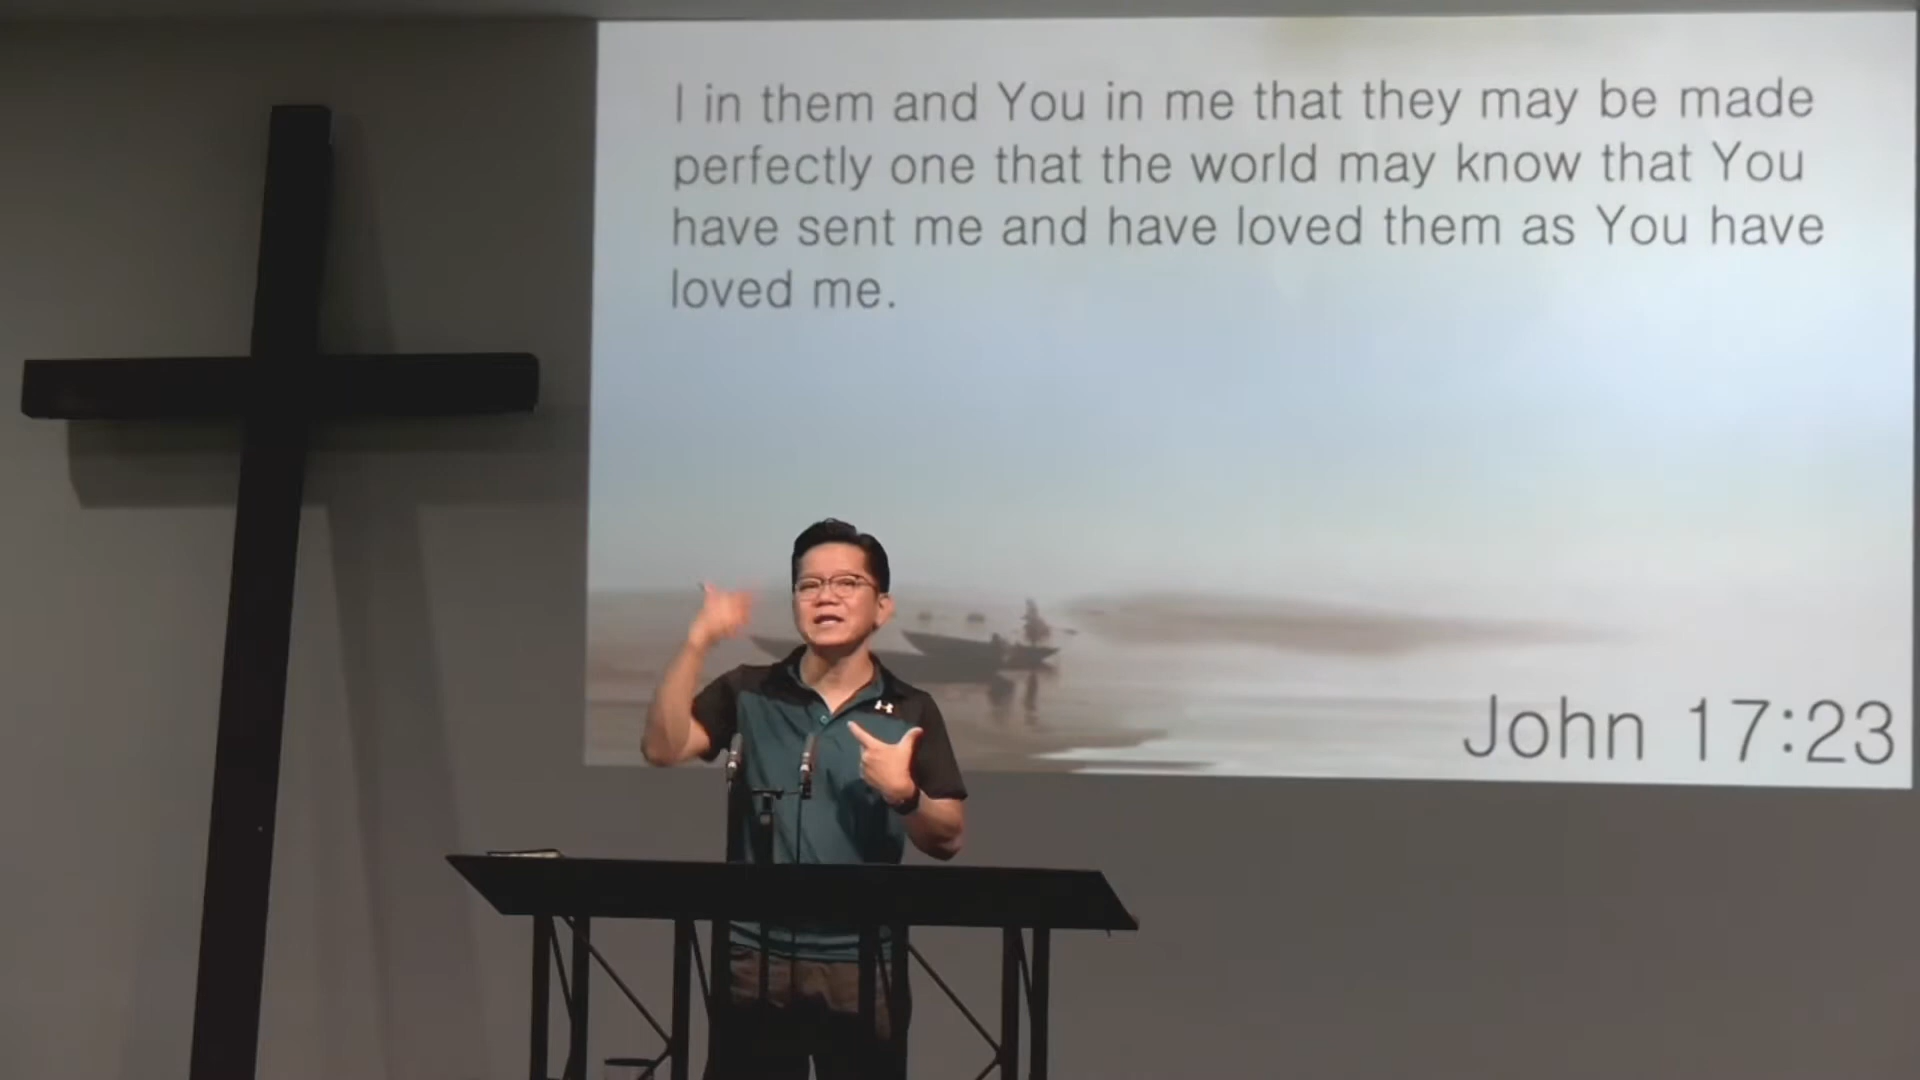 I in them and You in me that they may be made
perfectly one that the world may know that You
have sent me and have loved them as You have
loved me.
John 17:23